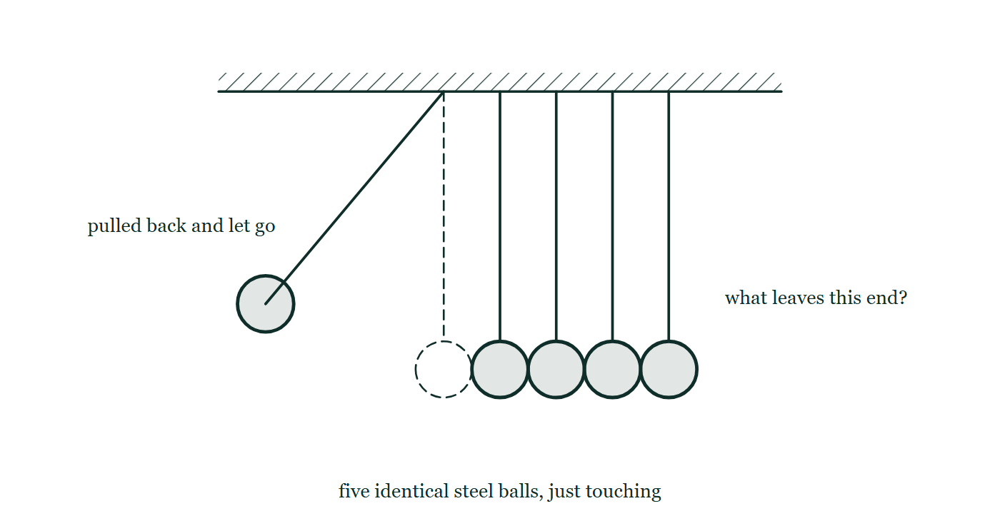 pulled back and let go
what leaves this end?
five identical steel balls, just touching